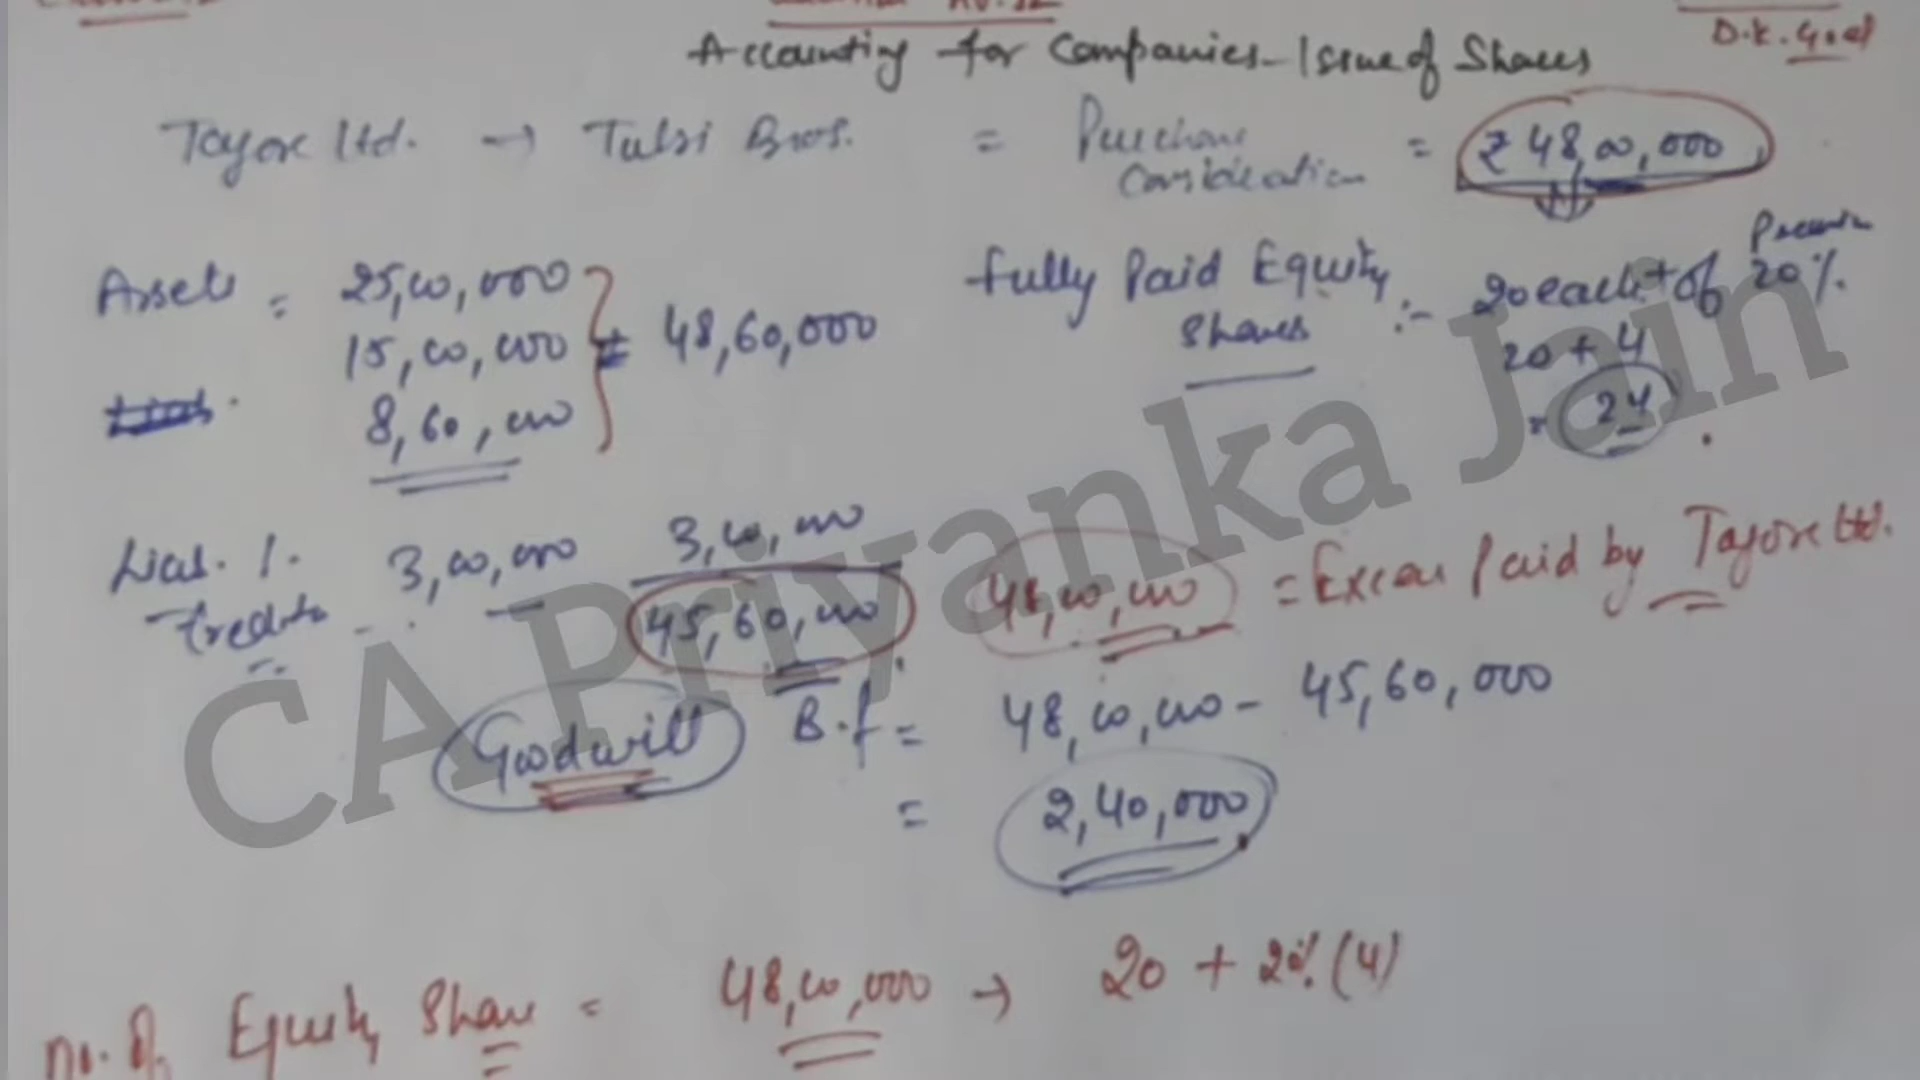 Accounting for Companies - Issue of Shares
D.K. Goel
Tagore Ltd. → Tulsi Bros. = Purchase Consideration = ₹ 48,00,000
Assets = 25,00,000
15,00,000 = 48,60,000
8,60,000
Fully Paid Equity Shares :- 20 each + of Premium 20%.
20 + 4
= 24
Liab. 1.
Creditors 3,00,000 3,00,000
45,60,000 48,00,000 = Excess Paid by Tagore Ltd.
Goodwill B.f = 48,00,000 - 45,60,000
= 2,40,000
No. of Equity Share = 48,00,000 → 20 + 20% (4)
CA Priyanka Jain